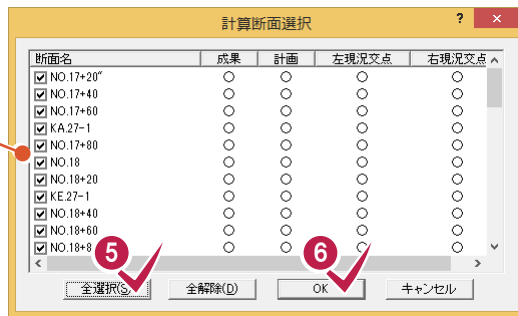 計算断面選択 ? ×
断面名 成果 計画 左現況交点 右現況交点
NO.17+20" ○ ○ ○ ○
NO.17+40 ○ ○ ○ ○
NO.17+60 ○ ○ ○ ○
KA.27-1 ○ ○ ○ ○
NO.17+80 ○ ○ ○ ○
NO.18 ○ ○ ○ ○
NO.18+20 ○ ○ ○ ○
KE.27-1 ○ ○ ○ ○
NO.18+40 ○ ○ ○ ○
NO.18+60 ○ ○ ○ ○
NO.18+8 ○ ○ ○ ○
5 6
全選択(S) 全解除(D) OK キャンセル